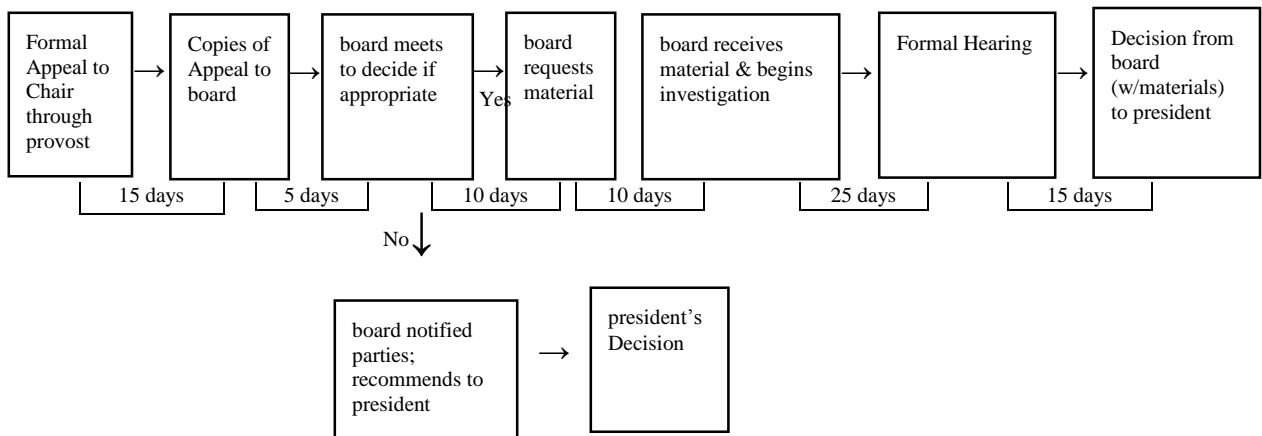 Formal
Appeal to
Chair
through
provost
Copies of
Appeal to
board
board meets
to decide if
appropriate
Yes
board
requests
material
board receives
material & begins
investigation
Formal Hearing
Decision from
board
(w/materials)
to president
15 days
5 days
10 days
10 days
25 days
15 days
No
board notified
parties;
recommends to
president
president’s
Decision